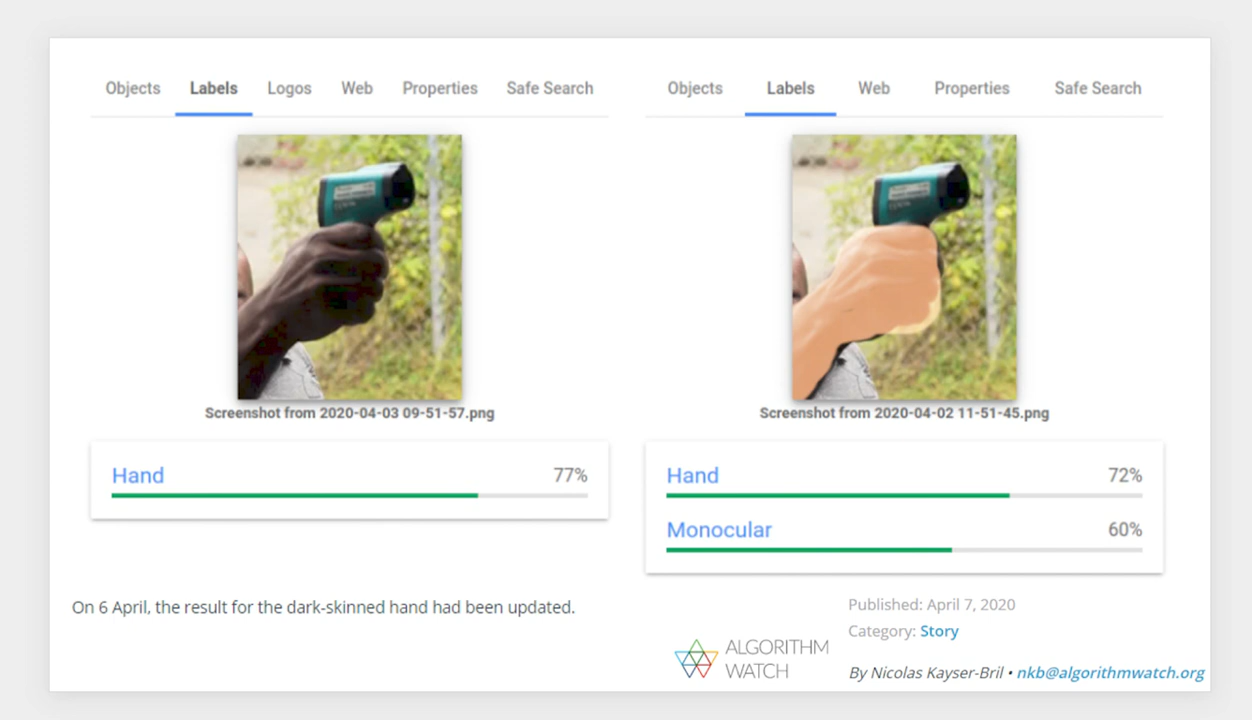 Objects Labels Logos Web Properties Safe Search
Screenshot from 2020-04-03 09-51-57.png
Hand 77%
On 6 April, the result for the dark-skinned hand had been updated.
Objects Labels Web Properties Safe Search
Screenshot from 2020-04-02 11-51-45.png
Hand 72%
Monocular 60%
ALGORITHM
WATCH
Published: April 7, 2020
Category: Story
By Nicolas Kayser-Bril • nkb@algorithmwatch.org